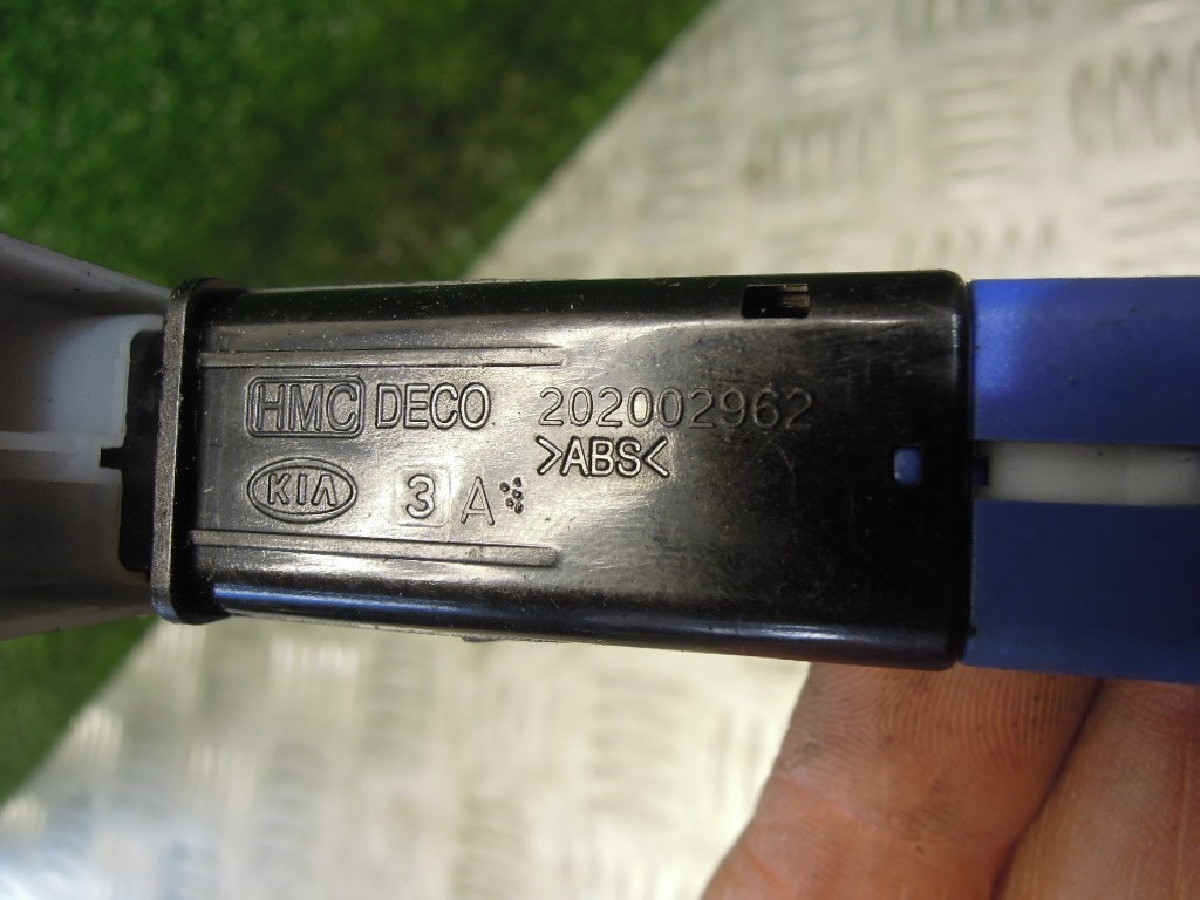 HMC DECO 202002962
>ABS<
KIA 3 A